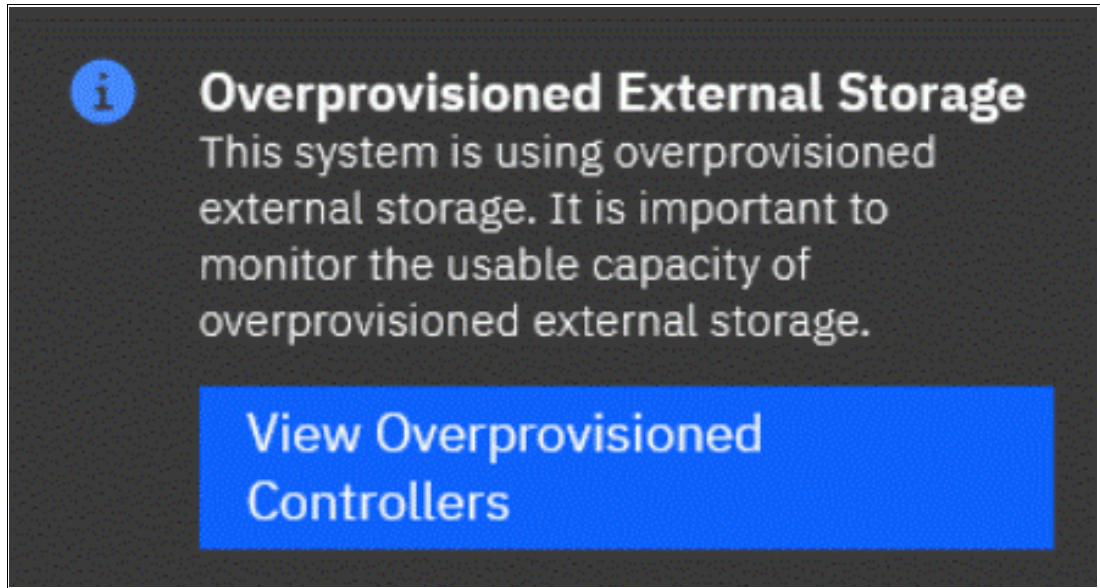 Overprovisioned External Storage
This system is using overprovisioned
external storage. It is important to
monitor the usable capacity of
overprovisioned external storage.
View Overprovisioned
Controllers